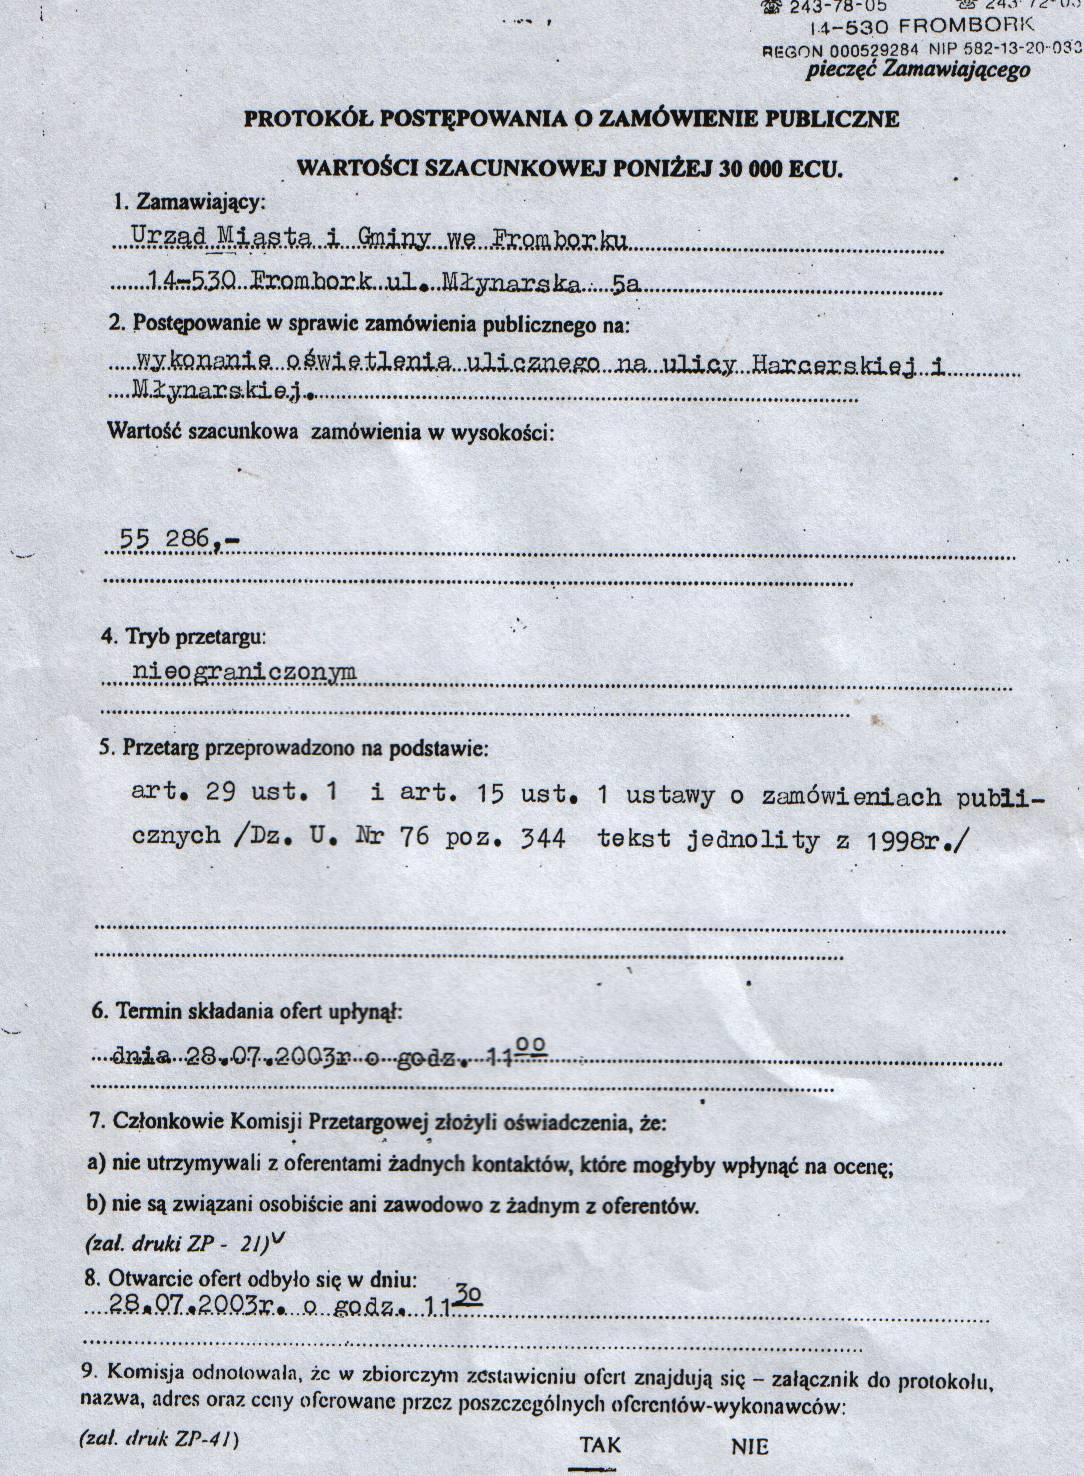 ☎ 243-78-05 ☎ 243-72-
14-530 FROMBORK
REGON 000529284 NIP 582-13-20-033
pieczęć Zamawiającego
PROTOKÓŁ POSTĘPOWANIA O ZAMÓWIENIE PUBLICZNE
WARTOŚCI SZACUNKOWEJ PONIŻEJ 30 000 ECU.
1. Zamawiający:
Urząd Miasta i Gminy we Fromborku
14-530 Frombork ul. Młynarska 5a
2. Postępowanie w sprawie zamówienia publicznego na:
wykonanie oświetlenia ulicznego na ulicy Harcerskiej i
Młynarskiej.
Wartość szacunkowa zamówienia w wysokości:
55 286,-
4. Tryb przetargu:
nieograniczonym
5. Przetarg przeprowadzono na podstawie:
art. 29 ust. 1 i art. 15 ust. 1 ustawy o zamówieniach publi-
cznych /Dz. U. Nr 76 poz. 344 tekst jednolity z 1998r./
6. Termin składania ofert upłynął:
dnia 28.07.2003r o godz. 11 00
7. Członkowie Komisji Przetargowej złożyli oświadczenia, że:
a) nie utrzymywali z oferentami żadnych kontaktów, które mogłyby wpłynąć na ocenę;
b) nie są związani osobiście ani zawodowo z żadnym z oferentów.
(zał. druki ZP - 21)
8. Otwarcie ofert odbyło się w dniu:
28.07.2003r. o godz. 11 30
9. Komisja odnotowała, że w zbiorczym zestawieniu ofert znajdują się – załącznik do protokołu,
nazwa, adres oraz ceny oferowane przez poszczególnych oferentów-wykonawców:
(zał. druk ZP-41) TAK NIE